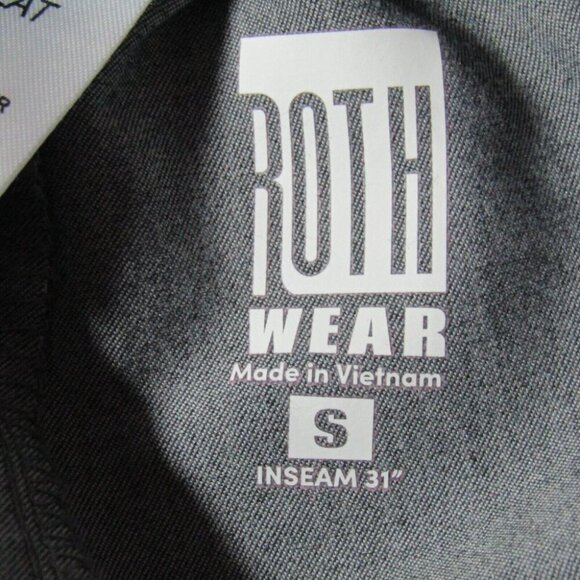 ROTH
WEAR
Made in Vietnam
S
INSEAM 31"